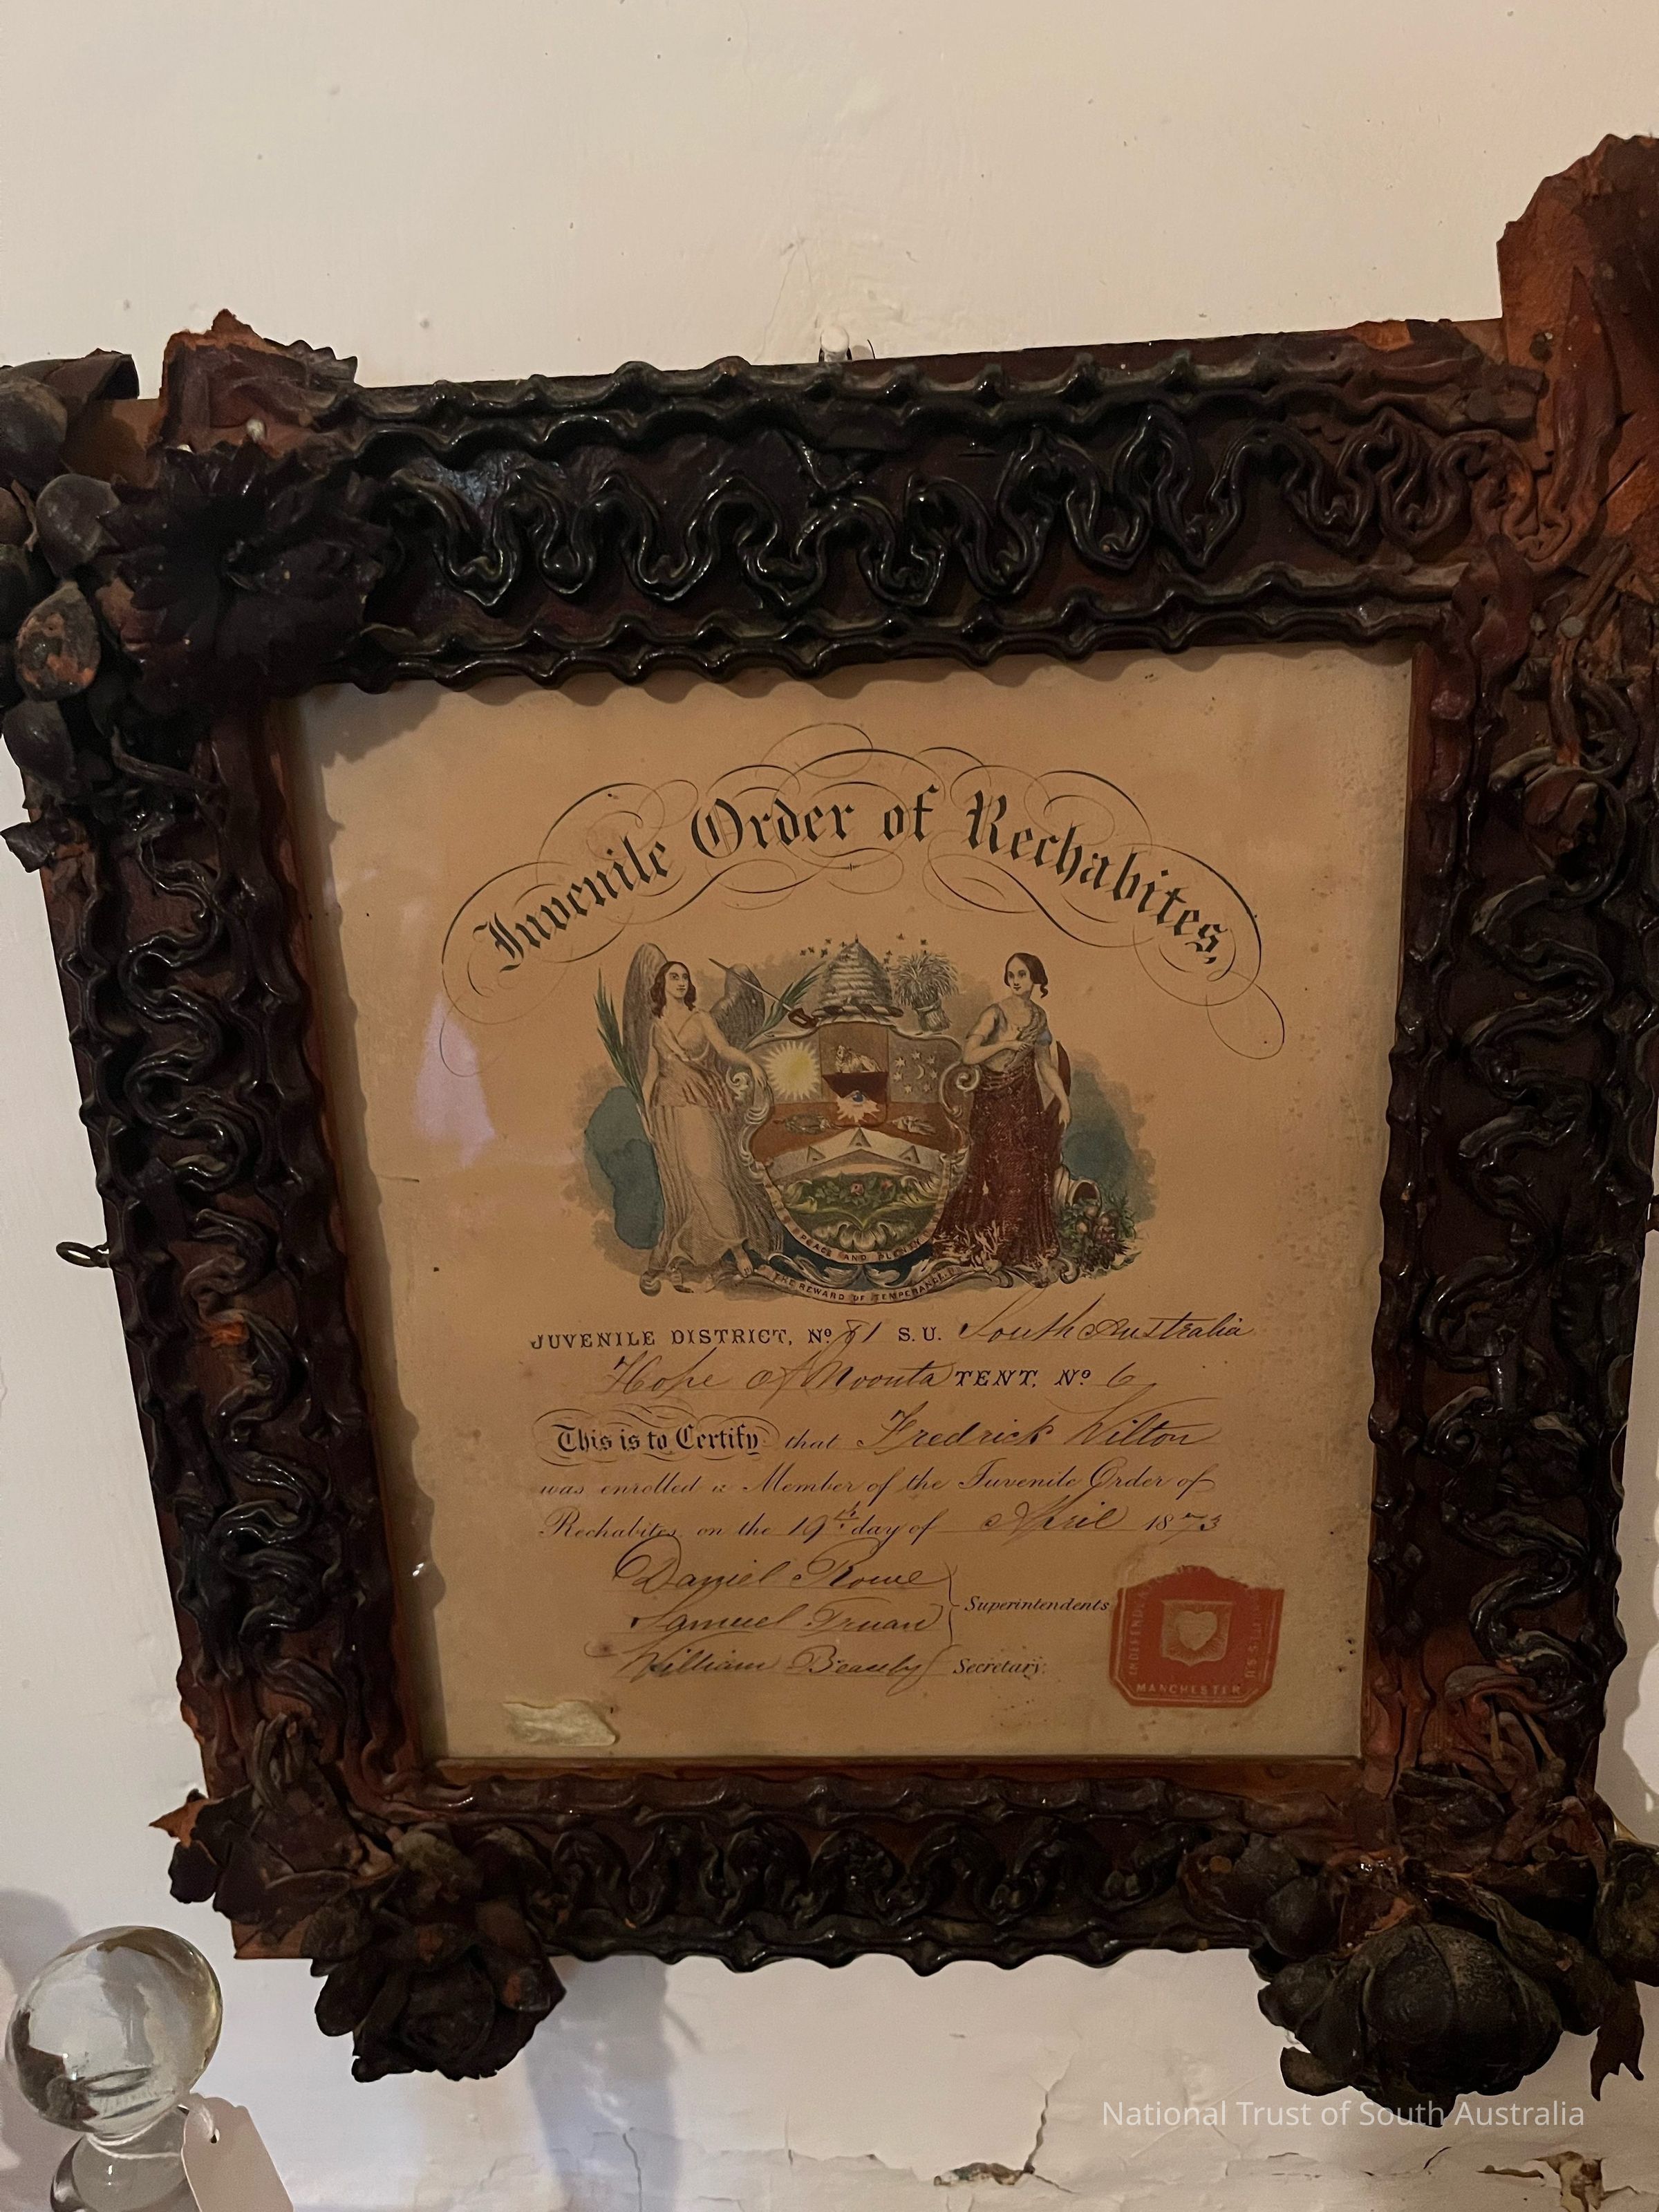 Juvenile Order of Rechabites,
PEACE AND PLENTY
THE REWARD OF TEMPERANCE
JUVENILE DISTRICT, No 81 S.U. South Australia
Hope of Moonta TENT. No 6
This is to Certify that Fredrick Wilton
was enrolled a Member of the Juvenile Order of
Rechabites on the 19th day of April 1873
Daniel Rowe
Samuel Truan
Superintendents
William Beauby Secretary.
INDEPENDENT
MANCHESTER
National Trust of South Australia